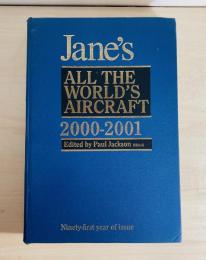 Jane's
ALL THE
WORLD'S
AIRCRAFT
2000-2001
Edited by Paul Jackson
Ninety-first year of issue